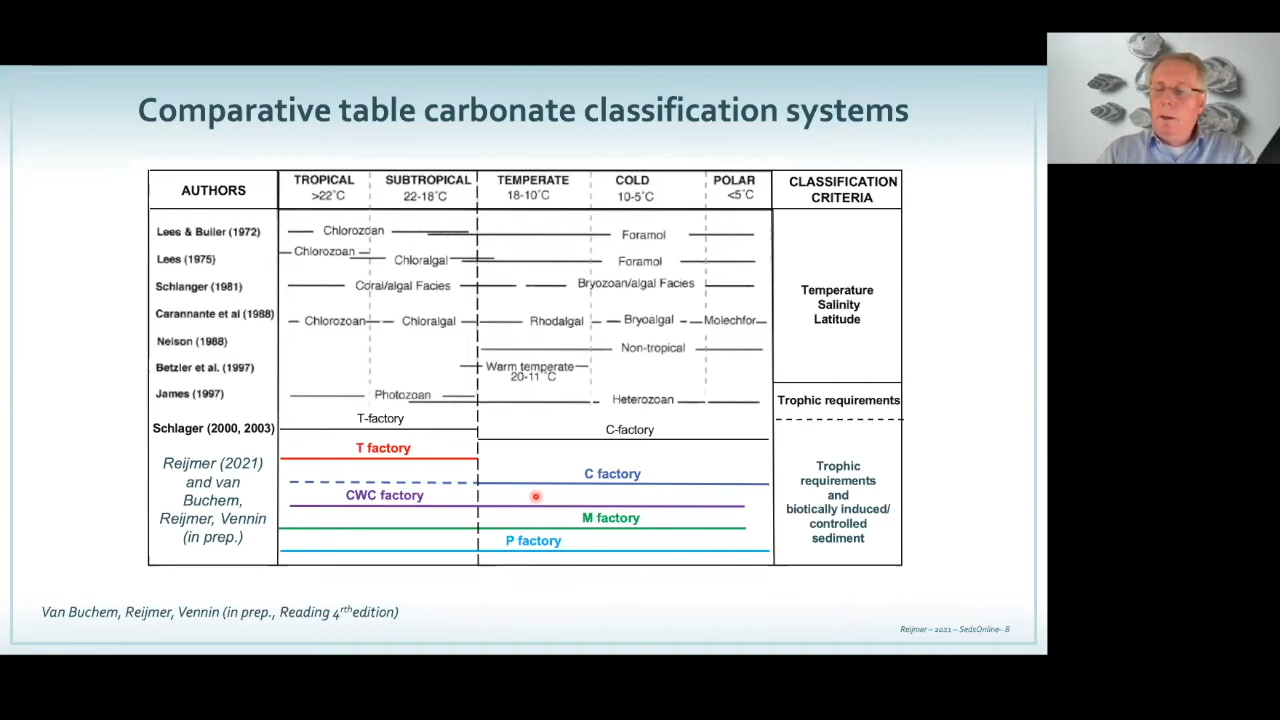 Comparative table carbonate classification systems
AUTHORS
TROPICAL
>22°C
SUBTROPICAL
22-18°C
TEMPERATE
18-10°C
COLD
10-5°C
POLAR
<5°C
CLASSIFICATION
CRITERIA
Lees & Buller (1972)
Chlorozoan
Foramol
Lees (1975)
Chlorozoan
Chloralgal
Foramol
Schlanger (1981)
Coral/algal Facies
Bryozoan/algal Facies
Carannante et al (1988)
Chlorozoan
Chloralgal
Rhodalgal
Bryoalgal
Molechfor
Nelson (1988)
Non-tropical
Betzler et al. (1997)
Warm temperate
20-11 °C
James (1997)
Photozoan
Heterozoan
Temperature
Salinity
Latitude
Trophic requirements
Schlager (2000, 2003)
T-factory
C-factory
Reijmer (2021)
and van
Buchem,
Reijmer, Vennin
(in prep.)
T factory
C factory
CWC factory
M factory
P factory
Trophic
requirements
and
biotically induced/
controlled
sediment
Van Buchem, Reijmer, Vennin (in prep., Reading 4rth edition)
Reijmer – 2021 – SedsOnline– 8